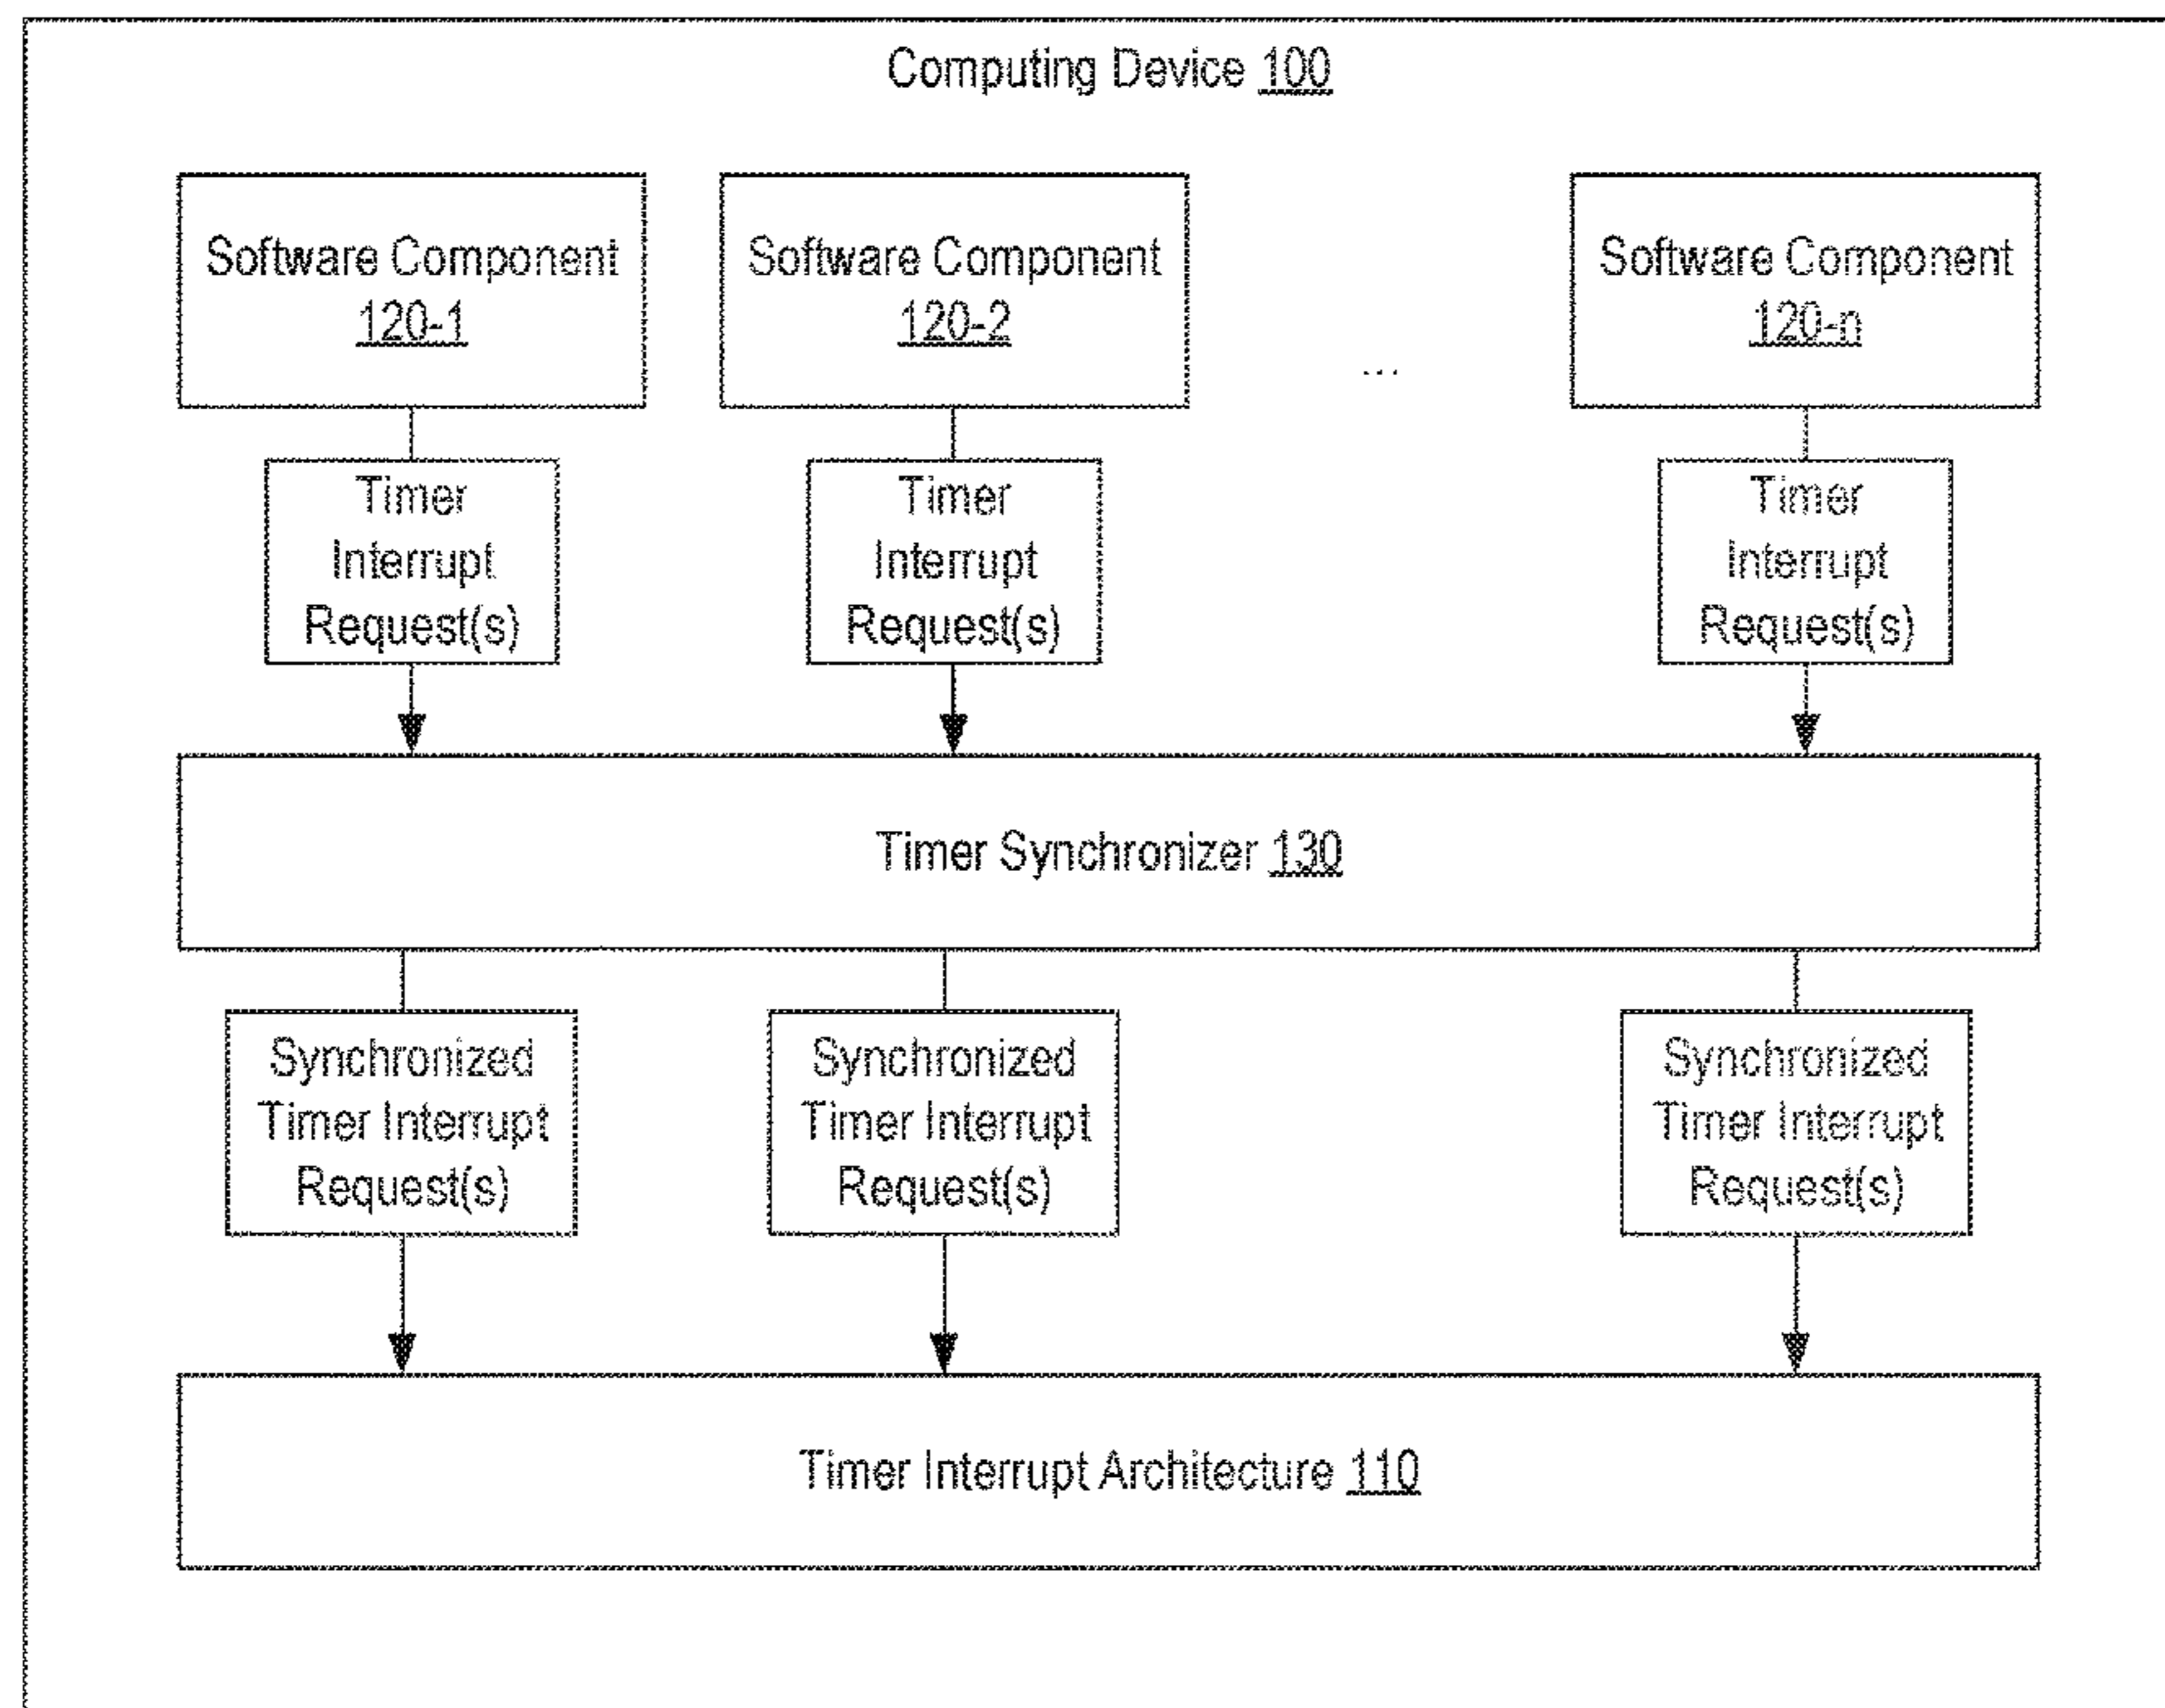 Computing Device 100
Software Component
120-1
Software Component
120-2
...
Software Component
120-n
Timer
Interrupt
Request(s)
Timer
Interrupt
Request(s)
Timer
Interrupt
Request(s)
Timer Synchronizer 130
Synchronized
Timer Interrupt
Request(s)
Synchronized
Timer Interrupt
Request(s)
Synchronized
Timer Interrupt
Request(s)
Timer Interrupt Architecture 110